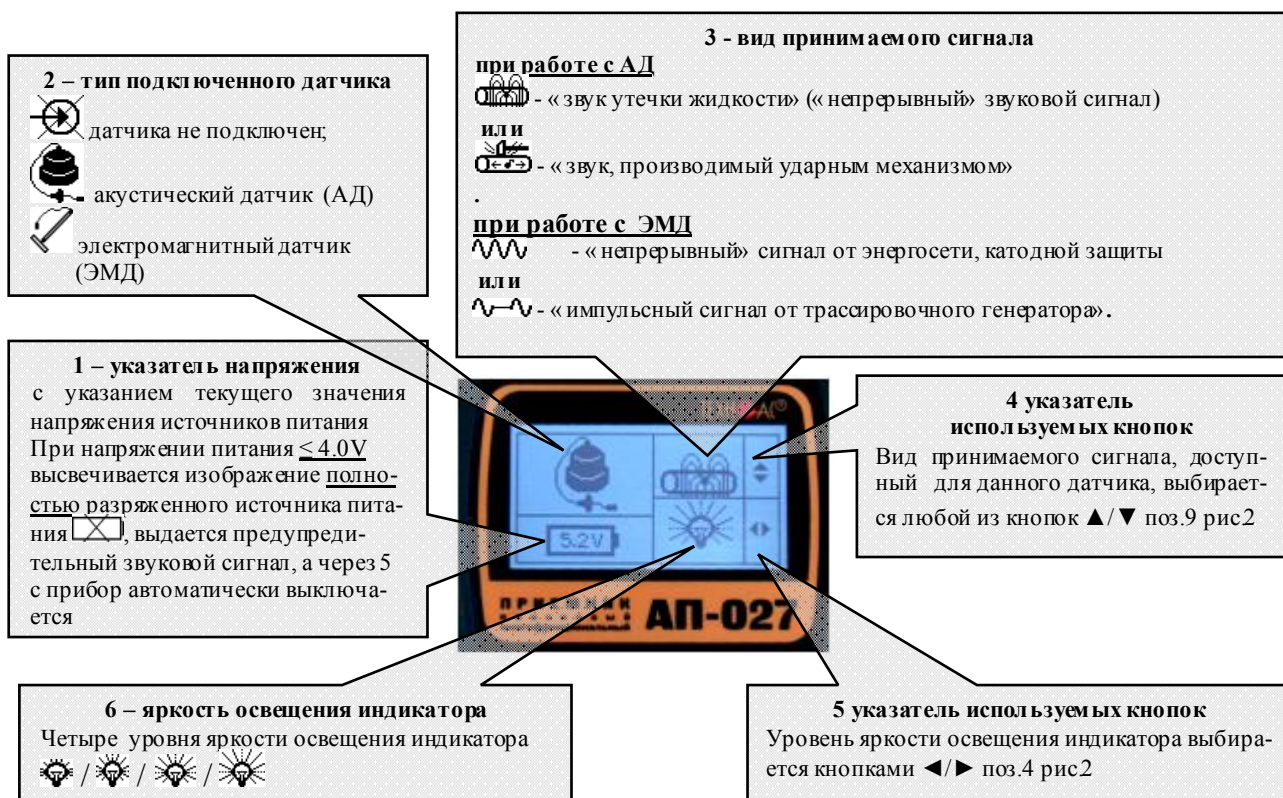 2 – тип подключенного датчика
датчика не подключен;
акустический датчик (АД)
электромагнитный датчик
(ЭМД)
3 - вид принимаемого сигнала
при работе с АД
- «звук утечки жидкости» («непрерывный» звуковой сигнал)
или
- «звук, производимый ударным механизмом»
.
при работе с ЭМД
- «непрерывный» сигнал от энергосети, катодной защиты
или
- «импульсный сигнал от трассировочного генератора».
1 – указатель напряжения
с указанием текущего значения
напряжения источников питания
При напряжении питания ≤ 4.0V
высвечивается изображение полно-
стью разряженного источника пита-
ния , выдается предупреди-
тельный звуковой сигнал, а через 5
с прибор автоматически выключа-
ется
5.2V
ПРИЕМНИК
АП-027
4 указатель
используемых кнопок
Вид принимаемого сигнала, доступ-
ный для данного датчика, выбирает-
ся любой из кнопок ▲/▼ поз.9 рис2
6 – яркость освещения индикатора
Четыре уровня яркости освещения индикатора
/ / /
5 указатель используемых кнопок
Уровень яркости освещения индикатора выбира-
ется кнопками ◄/► поз.4 рис2